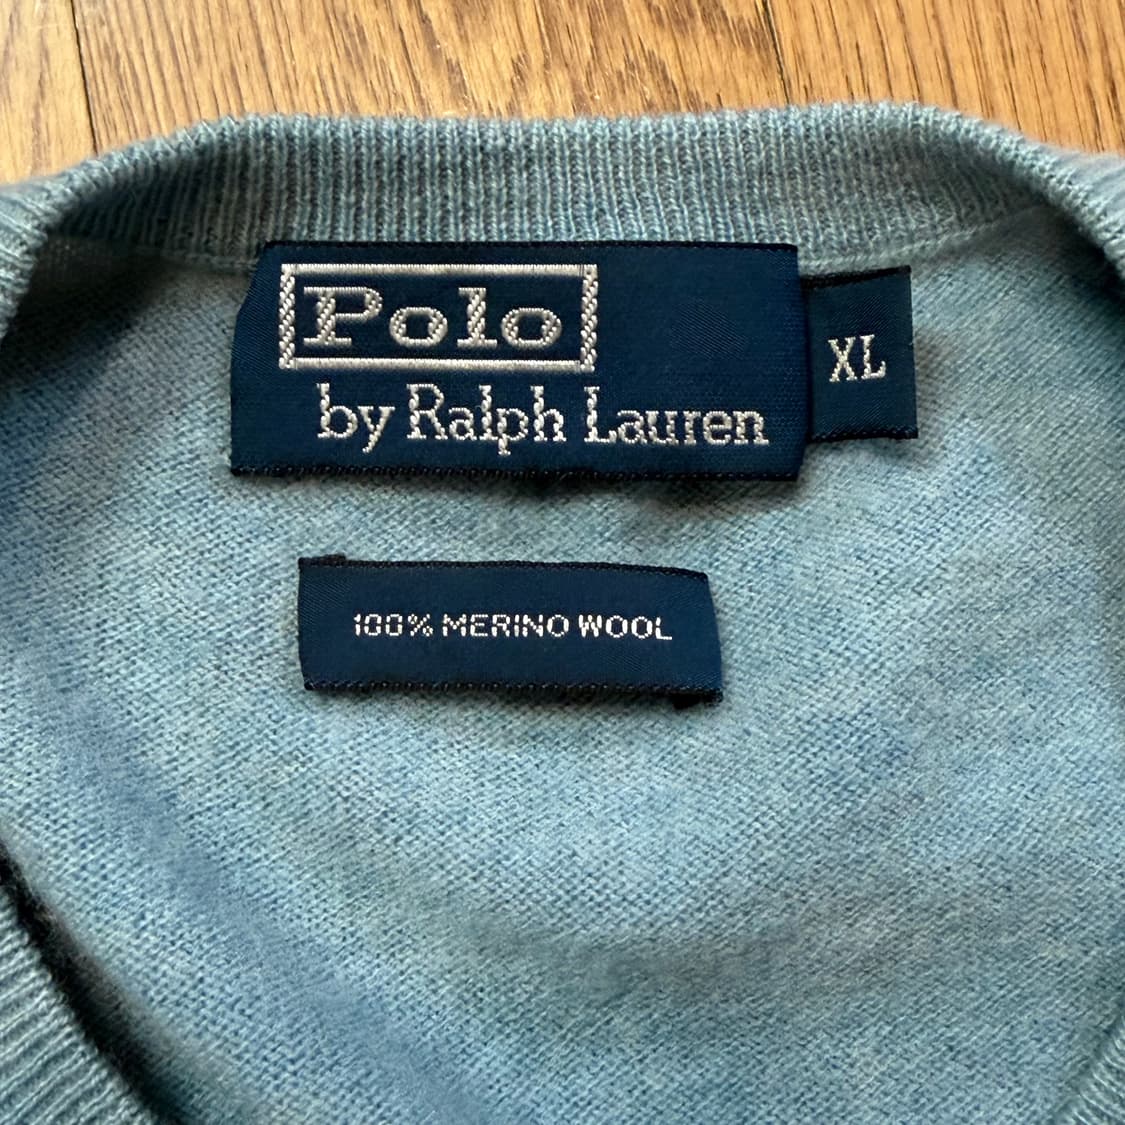 Polo
by Ralph Lauren
XL
100% MERINO WOOL